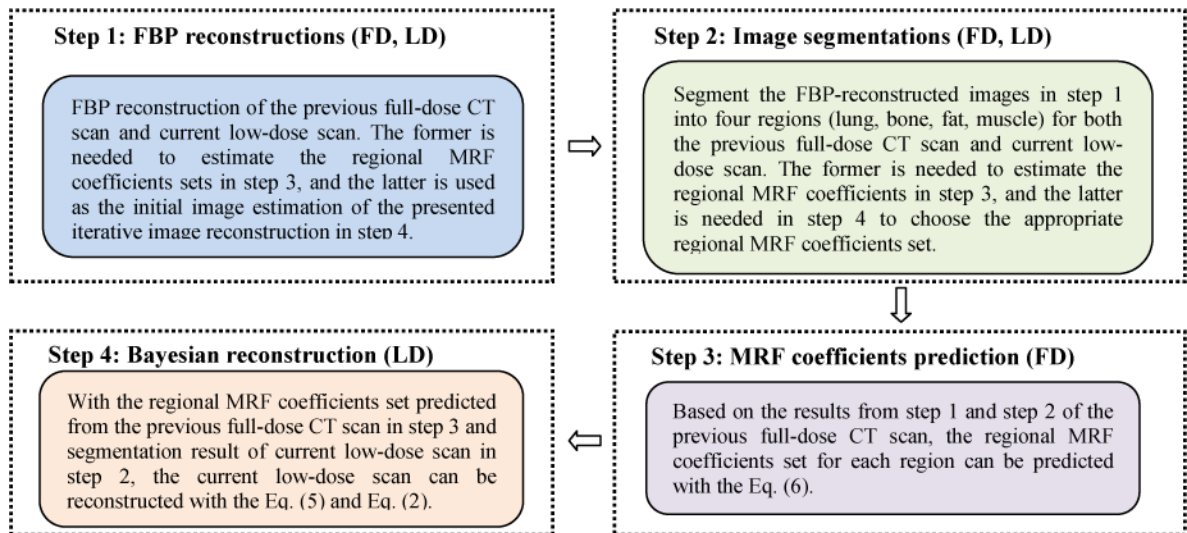 Step 1: FBP reconstructions (FD, LD)
FBP reconstruction of the previous full-dose CT
scan and current low-dose scan. The former is
needed to estimate the regional MRF
coefficients sets in step 3, and the latter is used
as the initial image estimation of the presented
iterative image reconstruction in step 4.
Step 2: Image segmentations (FD, LD)
Segment the FBP-reconstructed images in step 1
into four regions (lung, bone, fat, muscle) for both
the previous full-dose CT scan and current low-
dose scan. The former is needed to estimate the
regional MRF coefficients in step 3, and the latter
is needed in step 4 to choose the appropriate
regional MRF coefficients set.
Step 3: MRF coefficients prediction (FD)
Based on the results from step 1 and step 2 of the
previous full-dose CT scan, the regional MRF
coefficients set for each region can be predicted
with the Eq. (6).
Step 4: Bayesian reconstruction (LD)
With the regional MRF coefficients set predicted
from the previous full-dose CT scan in step 3 and
segmentation result of current low-dose scan in
step 2, the current low-dose scan can be
reconstructed with the Eq. (5) and Eq. (2).